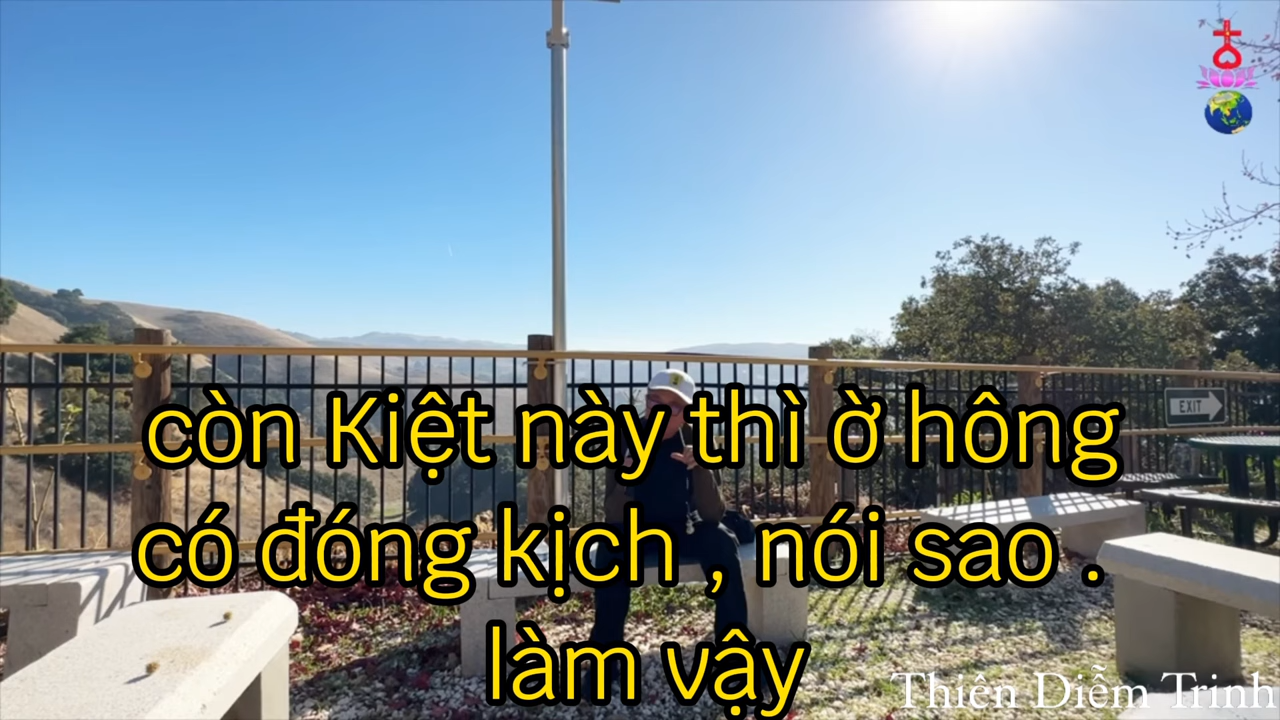 EXIT
còn Kiệt này thì ờ hông
có đóng kịch , nói sao .
làm vậy
Thiên Diễm Trinh